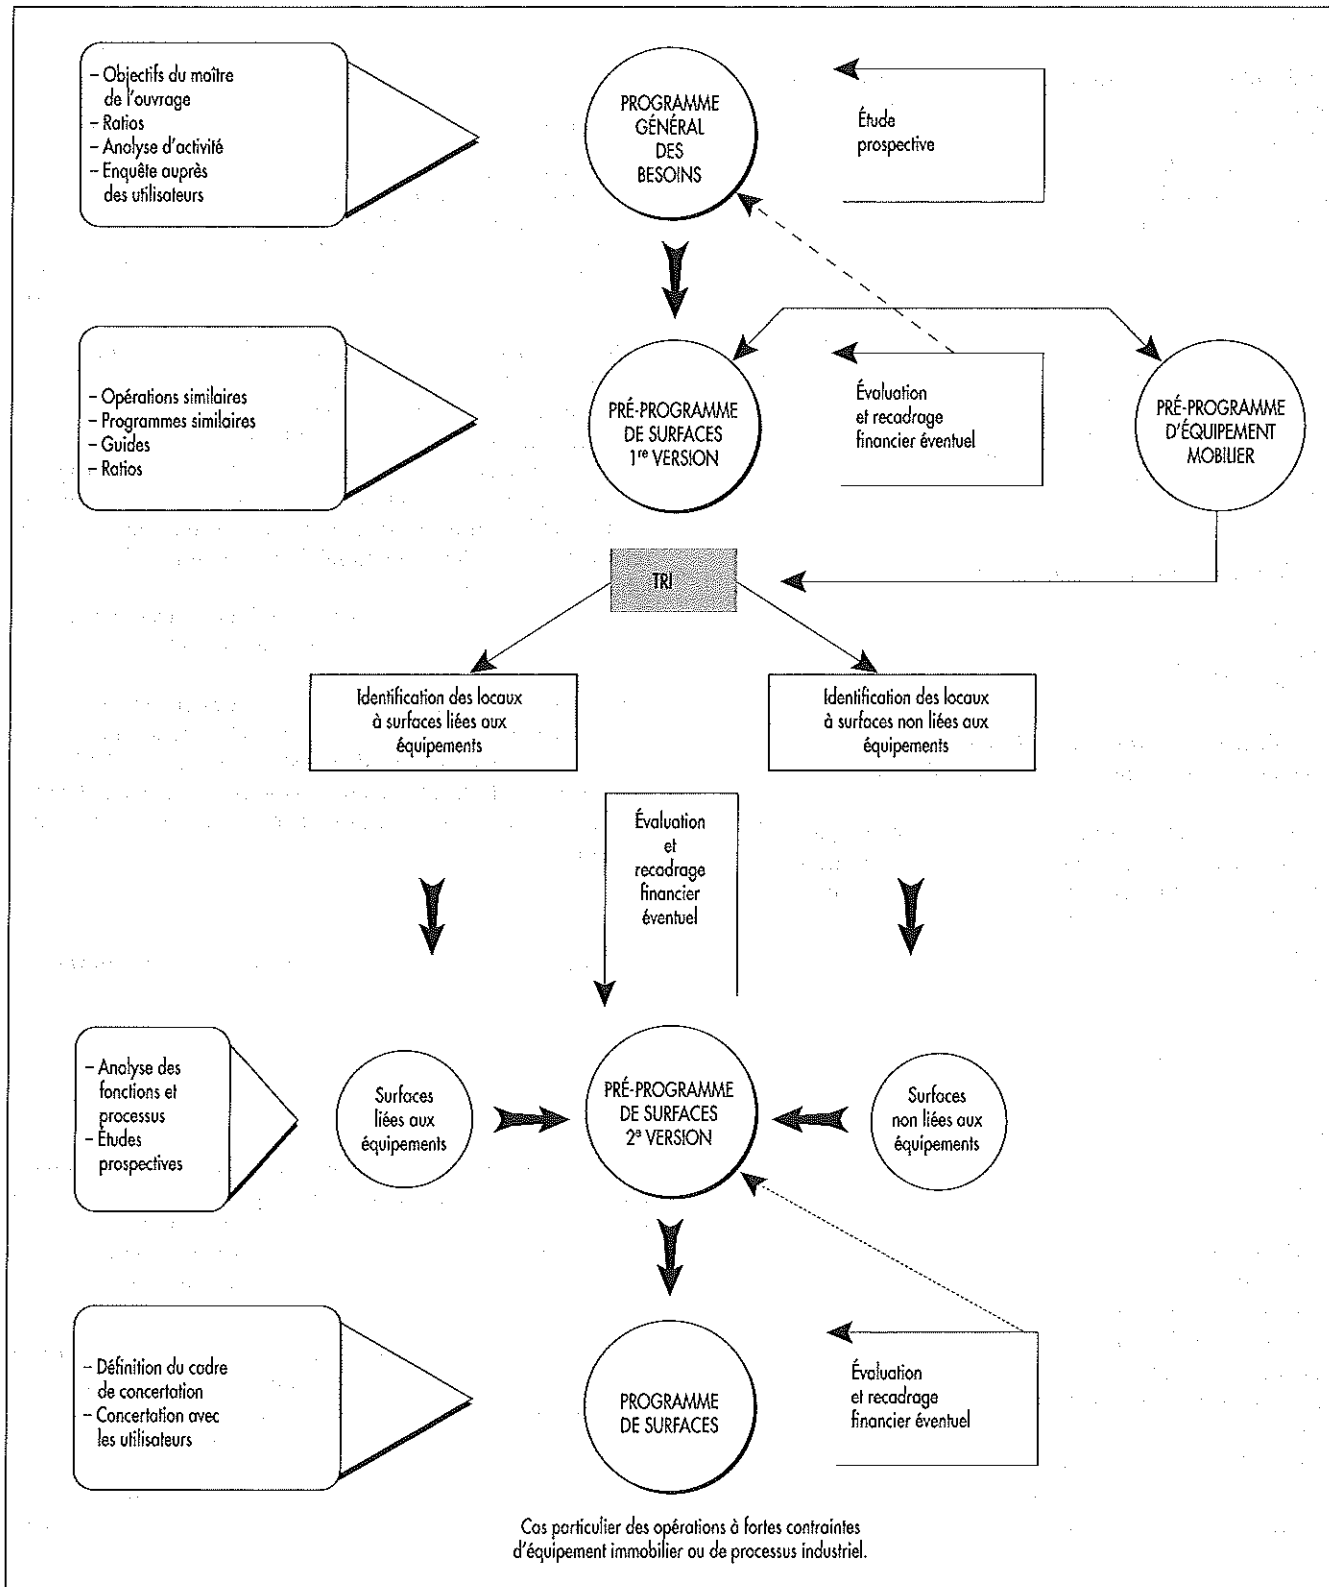 – Objectifs du maître
de l'ouvrage
– Ratios
– Analyse d'activité
– Enquête auprès
des utilisateurs
PROGRAMME
GÉNÉRAL
DES
BESOINS
Étude
prospective
– Opérations similaires
– Programmes similaires
– Guides
– Ratios
PRÉ-PROGRAMME
DE SURFACES
1re VERSION
Évaluation
et recadrage
financier éventuel
PRÉ-PROGRAMME
D'ÉQUIPEMENT
MOBILIER
TRI
Identification des locaux
à surfaces liées aux
équipements
Identification des locaux
à surfaces non liées aux
équipements
Évaluation
et
recadrage
financier
éventuel
– Analyse des
fonctions et
processus
– Études
prospectives
Surfaces
liées aux
équipements
PRÉ-PROGRAMME
DE SURFACES
2e VERSION
Surfaces
non liées aux
équipements
– Définition du cadre
de concertation
– Concertation avec
les utilisateurs
PROGRAMME
DE SURFACES
Évaluation
et recadrage
financier éventuel
Cas particulier des opérations à fortes contraintes
d'équipement immobilier ou de processus industriel.